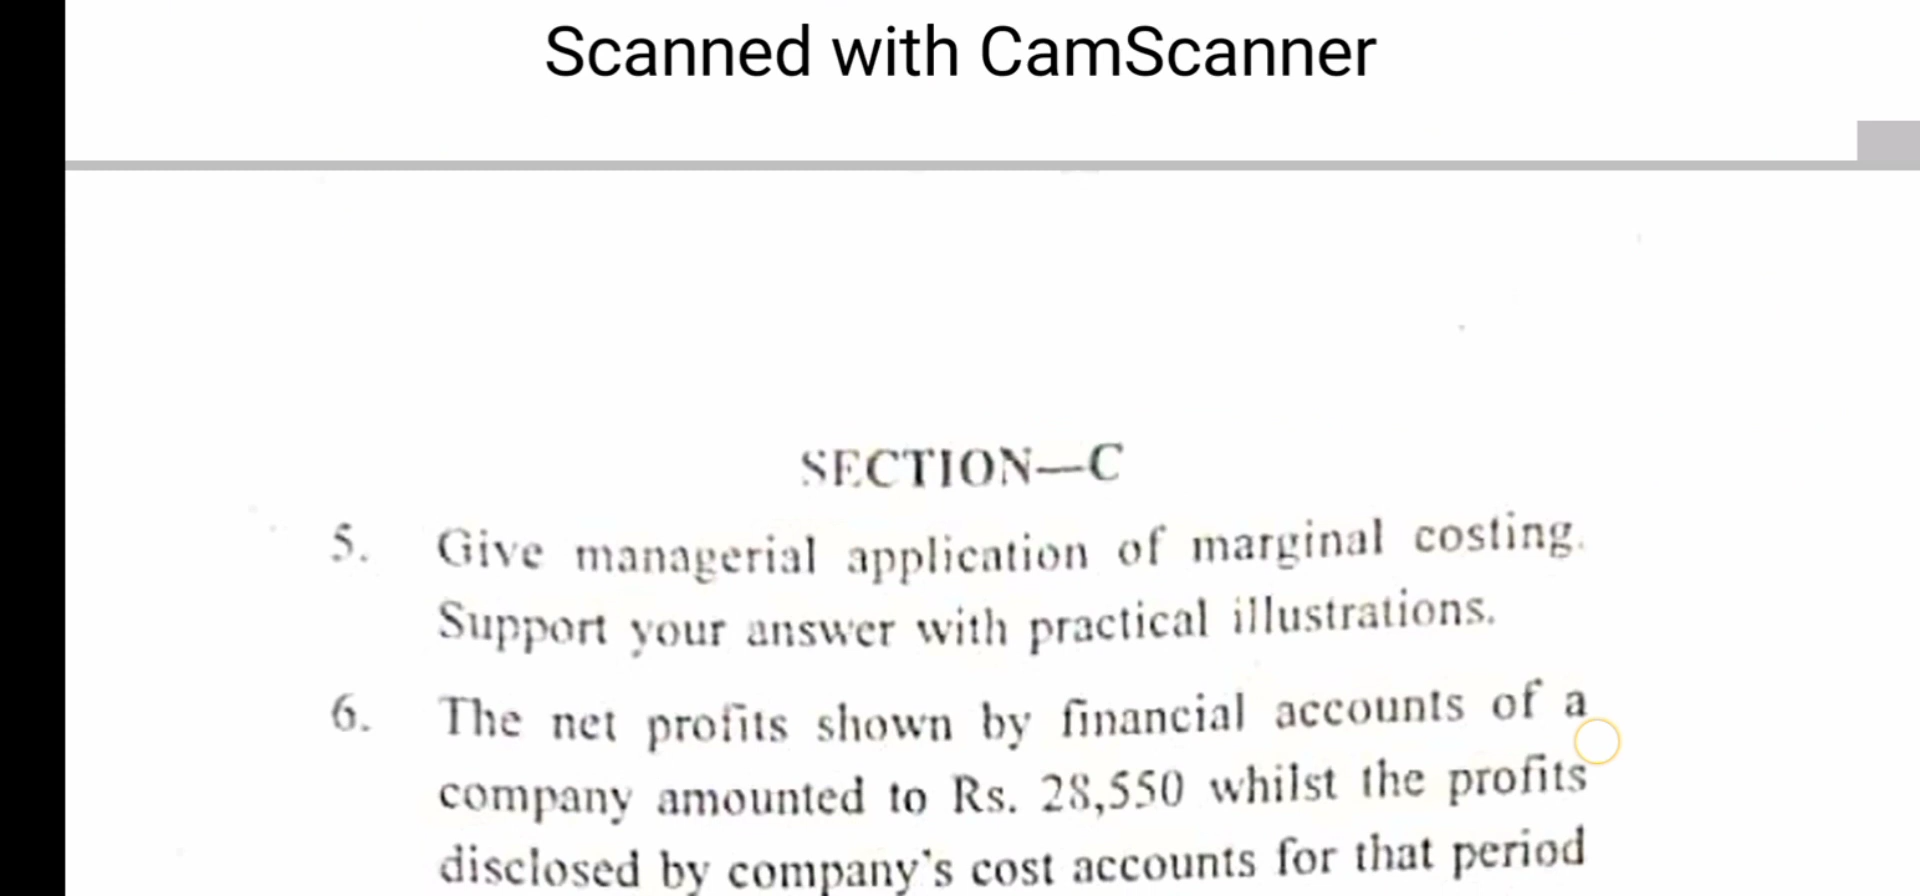 Scanned with CamScanner
SECTION—C
5. Give managerial application of marginal costing.
Support your answer with practical illustrations.
6. The net profits shown by financial accounts of a
company amounted to Rs. 28,550 whilst the profits
disclosed by company's cost accounts for that period